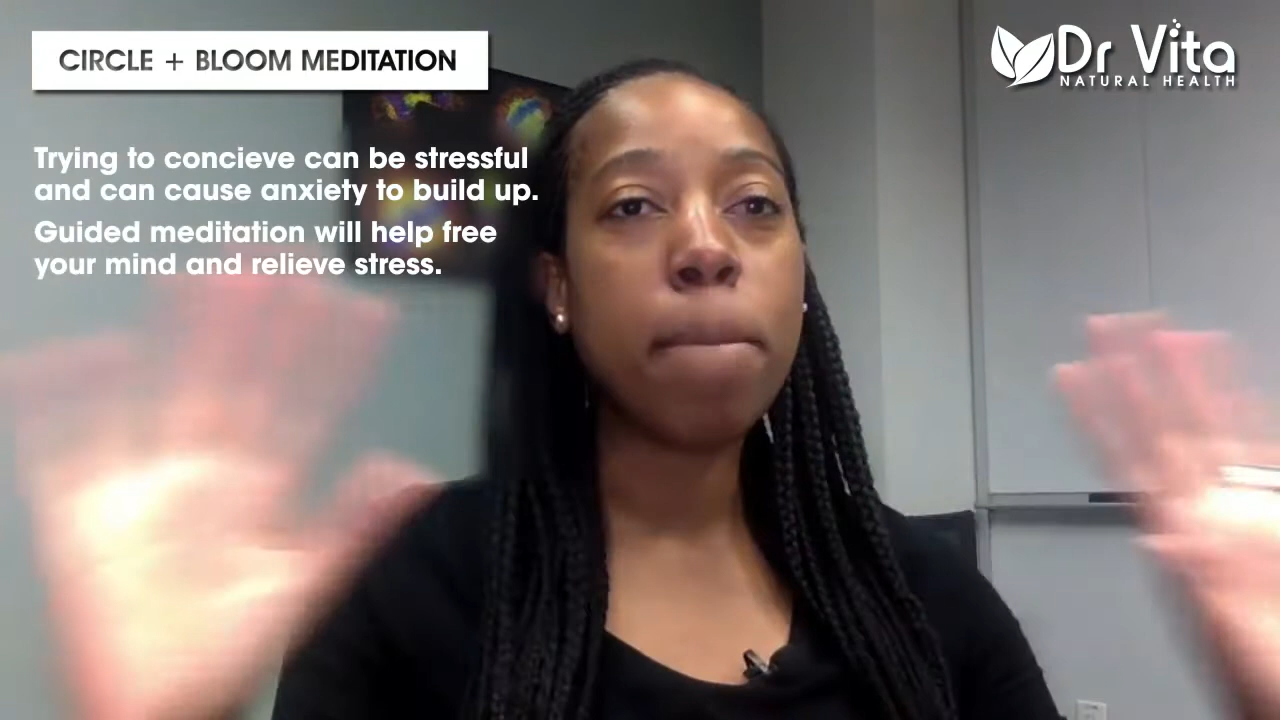 CIRCLE + BLOOM MEDITATION
Dr Vita
NATURAL HEALTH
Trying to concieve can be stressful
and can cause anxiety to build up.
Guided meditation will help free
your mind and relieve stress.